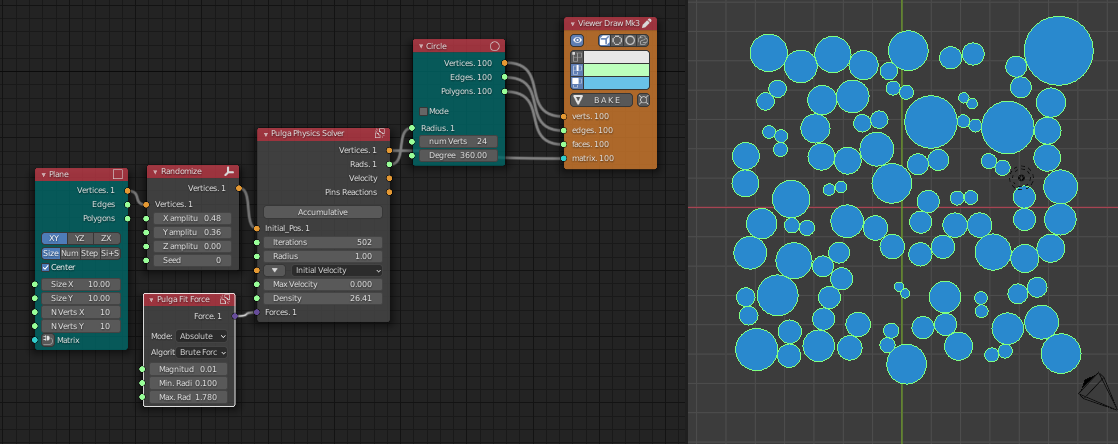 Plane
Vertices. 1
Edges
Polygons
XY
YZ
ZX
Size
Num
Step
SI+S
Center
Size X 10.00
Size Y 10.00
N Verts X 10
N Verts Y 10
Matrix
Randomize
Vertices. 1
Vertices. 1
X amplitu 0.48
Y amplitu 0.36
Z amplitu 0.00
Seed 0
Pulga Fit Force
Force. 1
Mode: Absolute
Algorit Brute Forc
Magnitud 0.01
Min. Radi 0.100
Max. Rad 1.780
Pulga Physics Solver
Vertices. 1
Rads. 1
Velocity
Pins Reactions
Accumulative
Initial_Pos. 1
Iterations 502
Radius 1.00
Initial Velocity
Max Velocity 0.000
Density 26.41
Forces. 1
Circle
Vertices. 100
Edges. 100
Polygons. 100
Mode
Radius. 1
num Verts 24
Degree 360.00
Viewer Draw Mk3
BAKE
verts. 100
edges. 100
faces. 100
matrix. 100